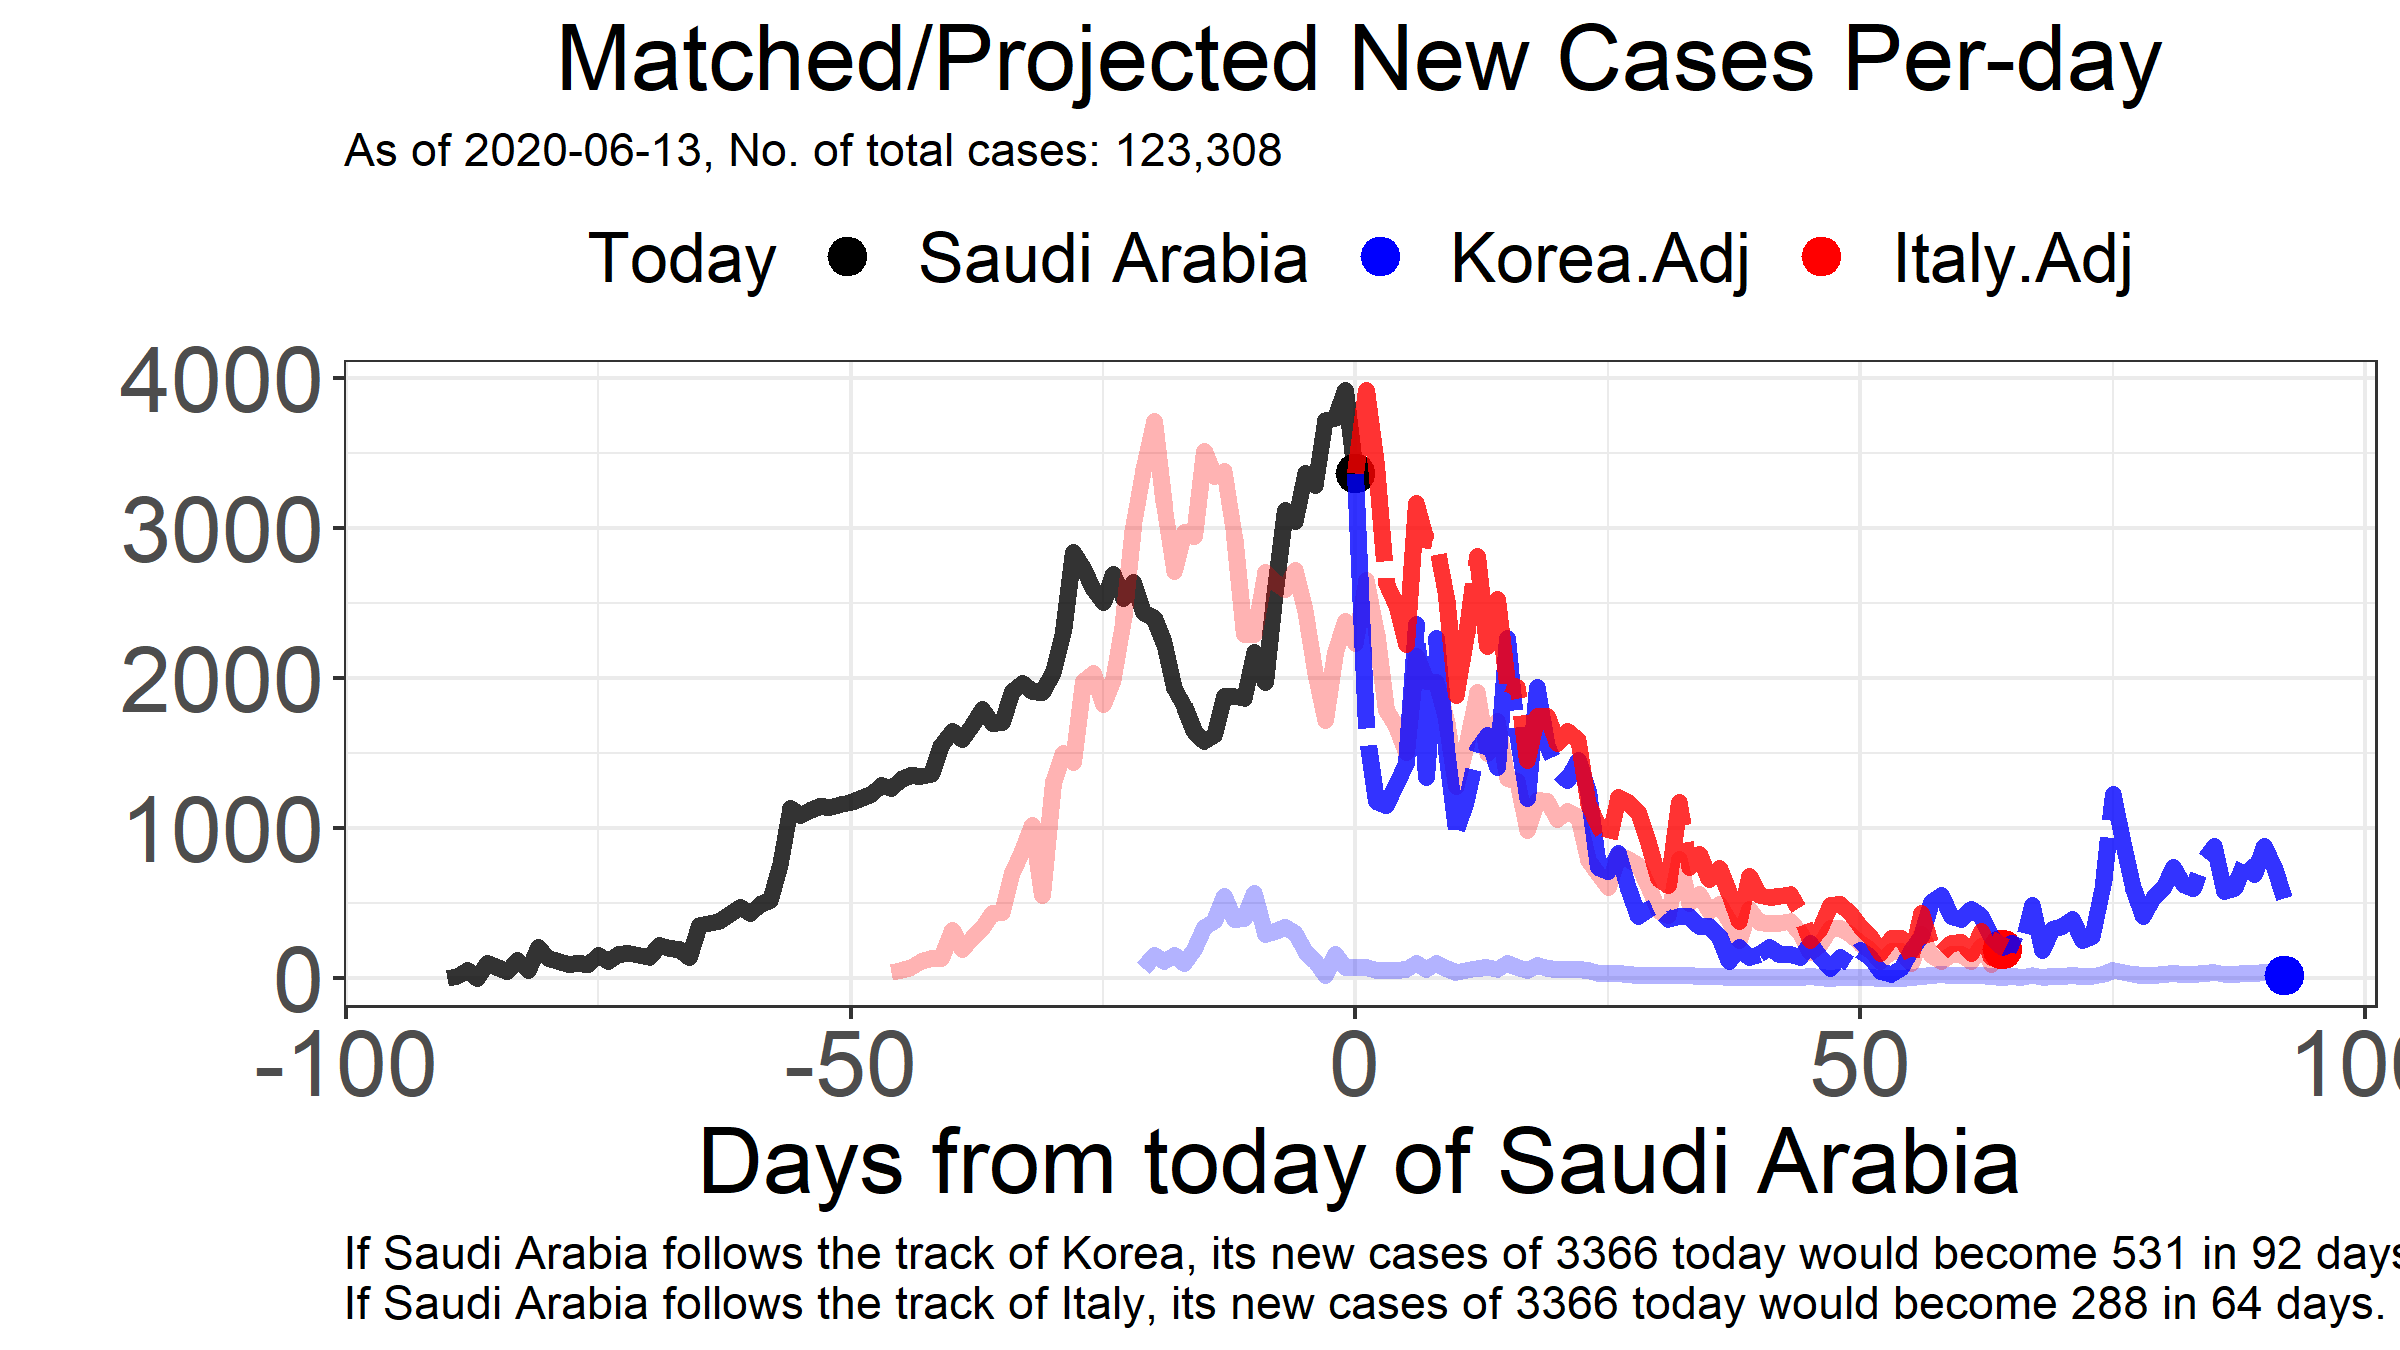 Matched/Projected New Cases Per-day
As of 2020-06-13, No. of total cases: 123,308
Today Saudi Arabia Korea.Adj Italy.Adj
4000
3000
2000
1000
0
-100 -50 0 50 100
Days from today of Saudi Arabia
If Saudi Arabia follows the track of Korea, its new cases of 3366 today would become 531 in 92 days
If Saudi Arabia follows the track of Italy, its new cases of 3366 today would become 288 in 64 days.